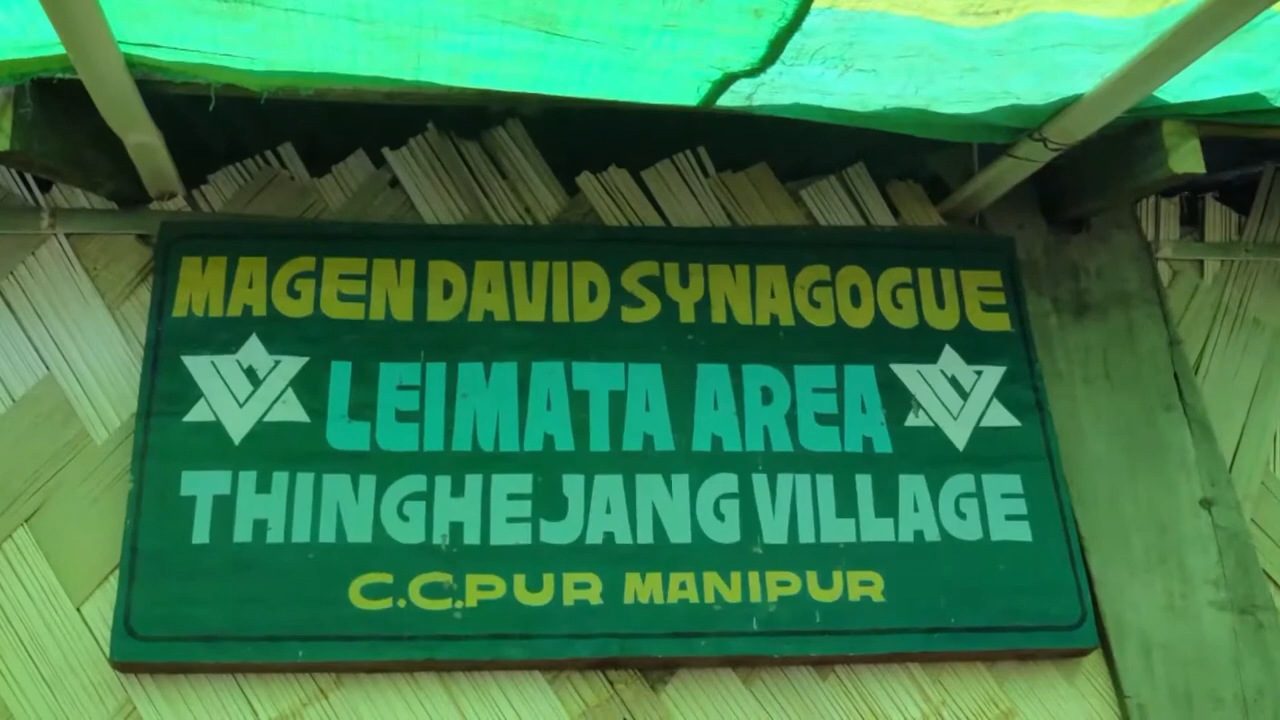 MAGEN DAVID SYNAGOGUE
LEIMATA AREA
THINGHEJANG VILLAGE
C.C.PUR MANIPUR